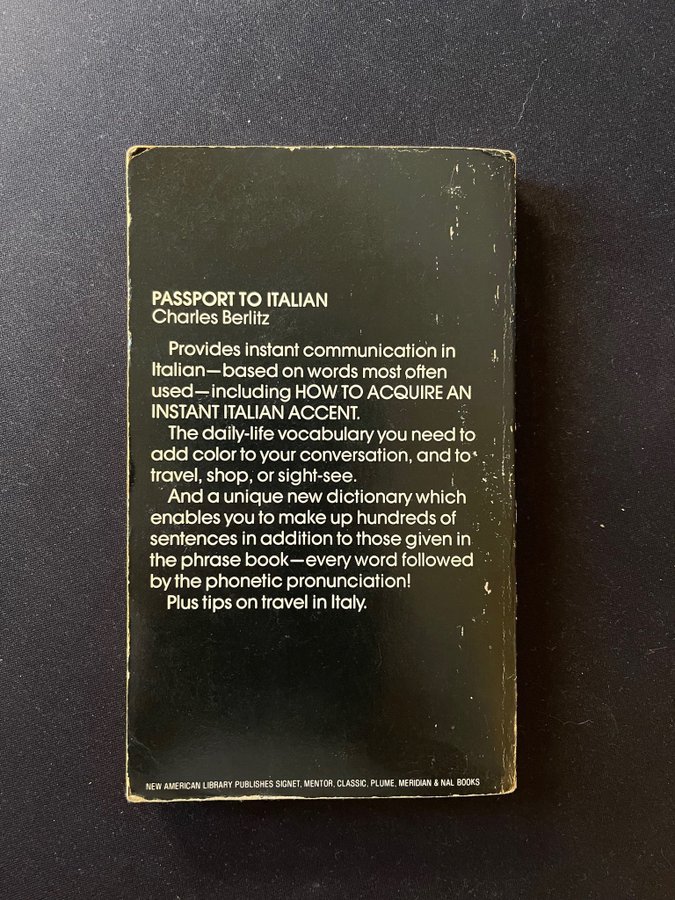 PASSPORT TO ITALIAN
Charles Berlitz
Provides instant communication in
Italian—based on words most often
used—including HOW TO ACQUIRE AN
INSTANT ITALIAN ACCENT.
The daily-life vocabulary you need to
add color to your conversation, and to
travel, shop, or sight-see.
And a unique new dictionary which
enables you to make up hundreds of
sentences in addition to those given in
the phrase book—every word followed
by the phonetic pronunciation!
Plus tips on travel in Italy.
NEW AMERICAN LIBRARY PUBLISHES SIGNET, MENTOR, CLASSIC, PLUME, MERIDIAN & NAL BOOKS